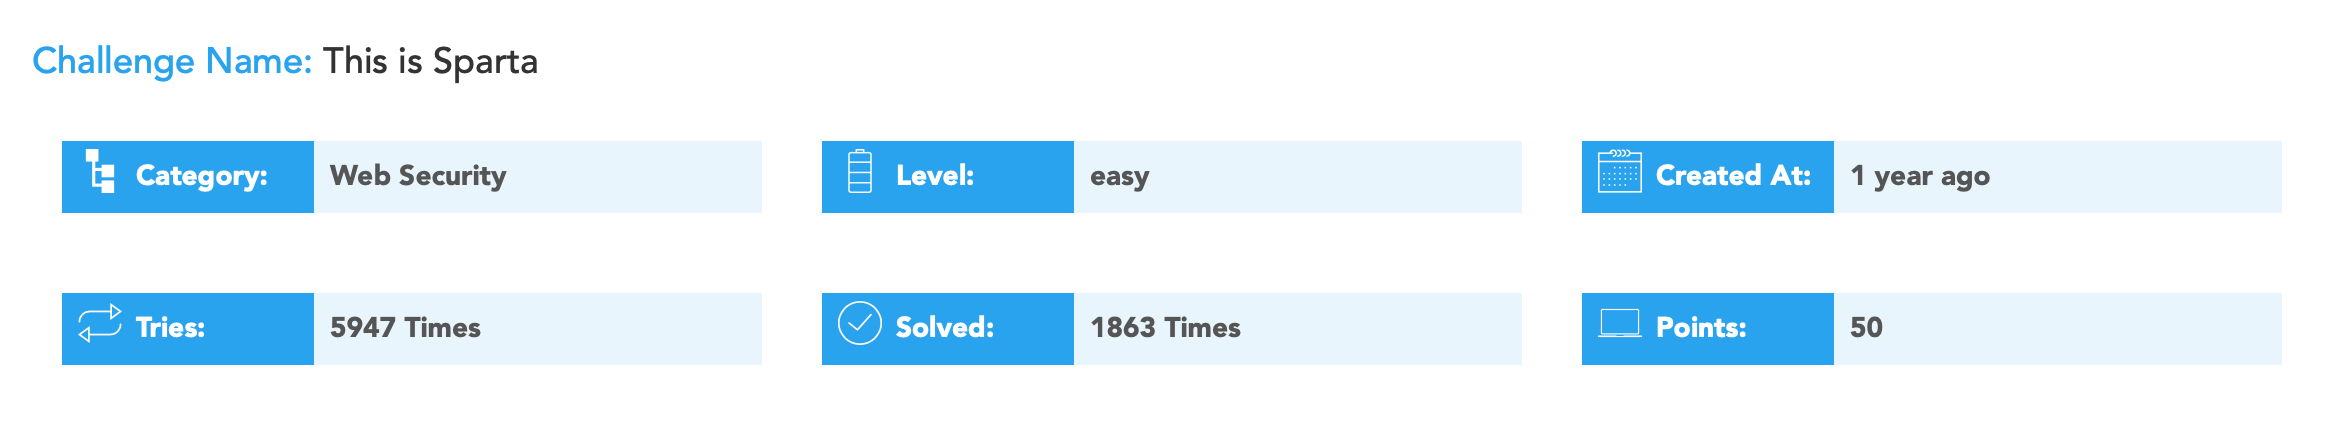 Challenge Name: This is Sparta
Category: Web Security Level: easy Created At: 1 year ago
Tries: 5947 Times Solved: 1863 Times Points: 50